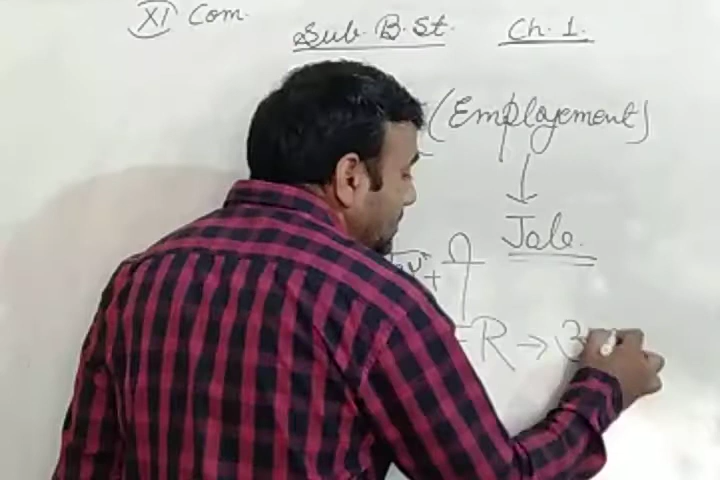 XI Com.
Sub. B.St. Ch. 1.
(Employement)
↓
Job.
+
R → 3